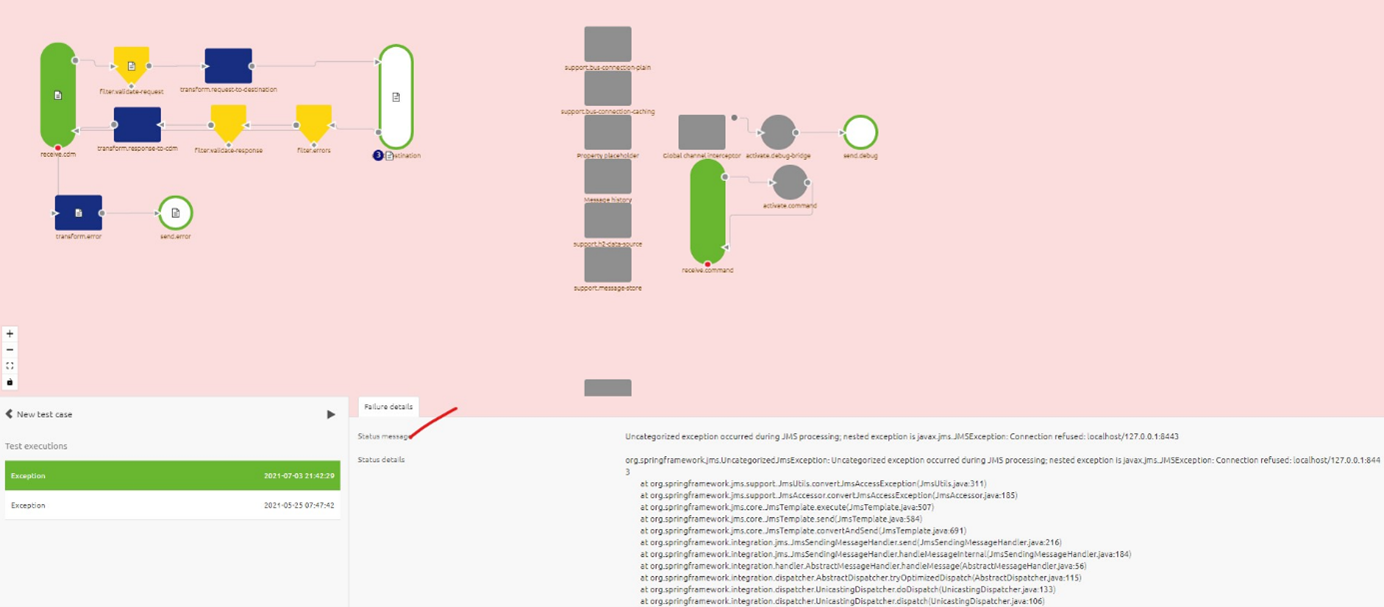 support.bus-connection-plain
filter.validate-request
transform.request-to-destination
support.bus-connection-caching
transform.response-to-cdm
filter.validate-response
filter.errors
3
receive.cdm
Property placeholder
Global channel interceptor
activate.debug-bridge
send.debug
Message history
activate.command
transform.error
send.error
support.h2-data-source
receive.command
support.message-store
New test case
Failure details
Test executions
Status message
Uncategorized exception occurred during JMS processing; nested exception is javax.jms.JMSException: Connection refused: localhost/127.0.0.1:8443
Status details
org.springframework.jms.UncategorizedJmsException: Uncategorized exception occurred during JMS processing; nested exception is javax.jms.JMSException: Connection refused: localhost/127.0.0.1:844
3
Exception 2021-07-03 21:42:29
Exception 2021-05-25 07:47:42
at org.springframework.jms.support.JmsUtils.convertJmsAccessException(JmsUtils.java:311)
at org.springframework.jms.support.JmsAccessor.convertJmsAccessException(JmsAccessor.java:185)
at org.springframework.jms.core.JmsTemplate.execute(JmsTemplate.java:507)
at org.springframework.jms.core.JmsTemplate.send(JmsTemplate.java:584)
at org.springframework.jms.core.JmsTemplate.convertAndSend(JmsTemplate.java:691)
at org.springframework.integration.jms.JmsSendingMessageHandler.send(JmsSendingMessageHandler.java:216)
at org.springframework.integration.jms.JmsSendingMessageHandler.handleMessageInternal(JmsSendingMessageHandler.java:184)
at org.springframework.integration.handler.AbstractMessageHandler.handleMessage(AbstractMessageHandler.java:56)
at org.springframework.integration.dispatcher.AbstractDispatcher.tryOptimizedDispatch(AbstractDispatcher.java:115)
at org.springframework.integration.dispatcher.UnicastingDispatcher.doDispatch(UnicastingDispatcher.java:133)
at org.springframework.integration.dispatcher.UnicastingDispatcher.dispatch(UnicastingDispatcher.java:106)